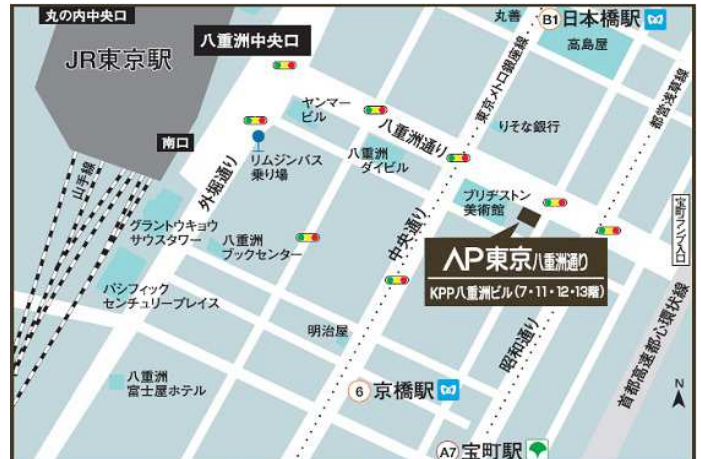 丸の内中央口
丸善
B1 日本橋駅
八重洲中央口
高島屋
JR東京駅
東京メトロ銀座線
都営浅草線
ヤンマー
ビル
八重洲通り
りそな銀行
南口
リムジンバス
乗り場
八重洲
ダイビル
山手線
外堀通り
ブリヂストン
美術館
宝町ランプ入口
グラントウキョウ
サウスタワー
八重洲
ブックセンター
中央通り
AP東京八重洲通り
KPP八重洲ビル(7・11・12・13階)
パシフィック
センチュリープレイス
明治屋
昭和通り
首都高速都心環状線
八重洲
富士屋ホテル
6 京橋駅
N
A7 宝町駅